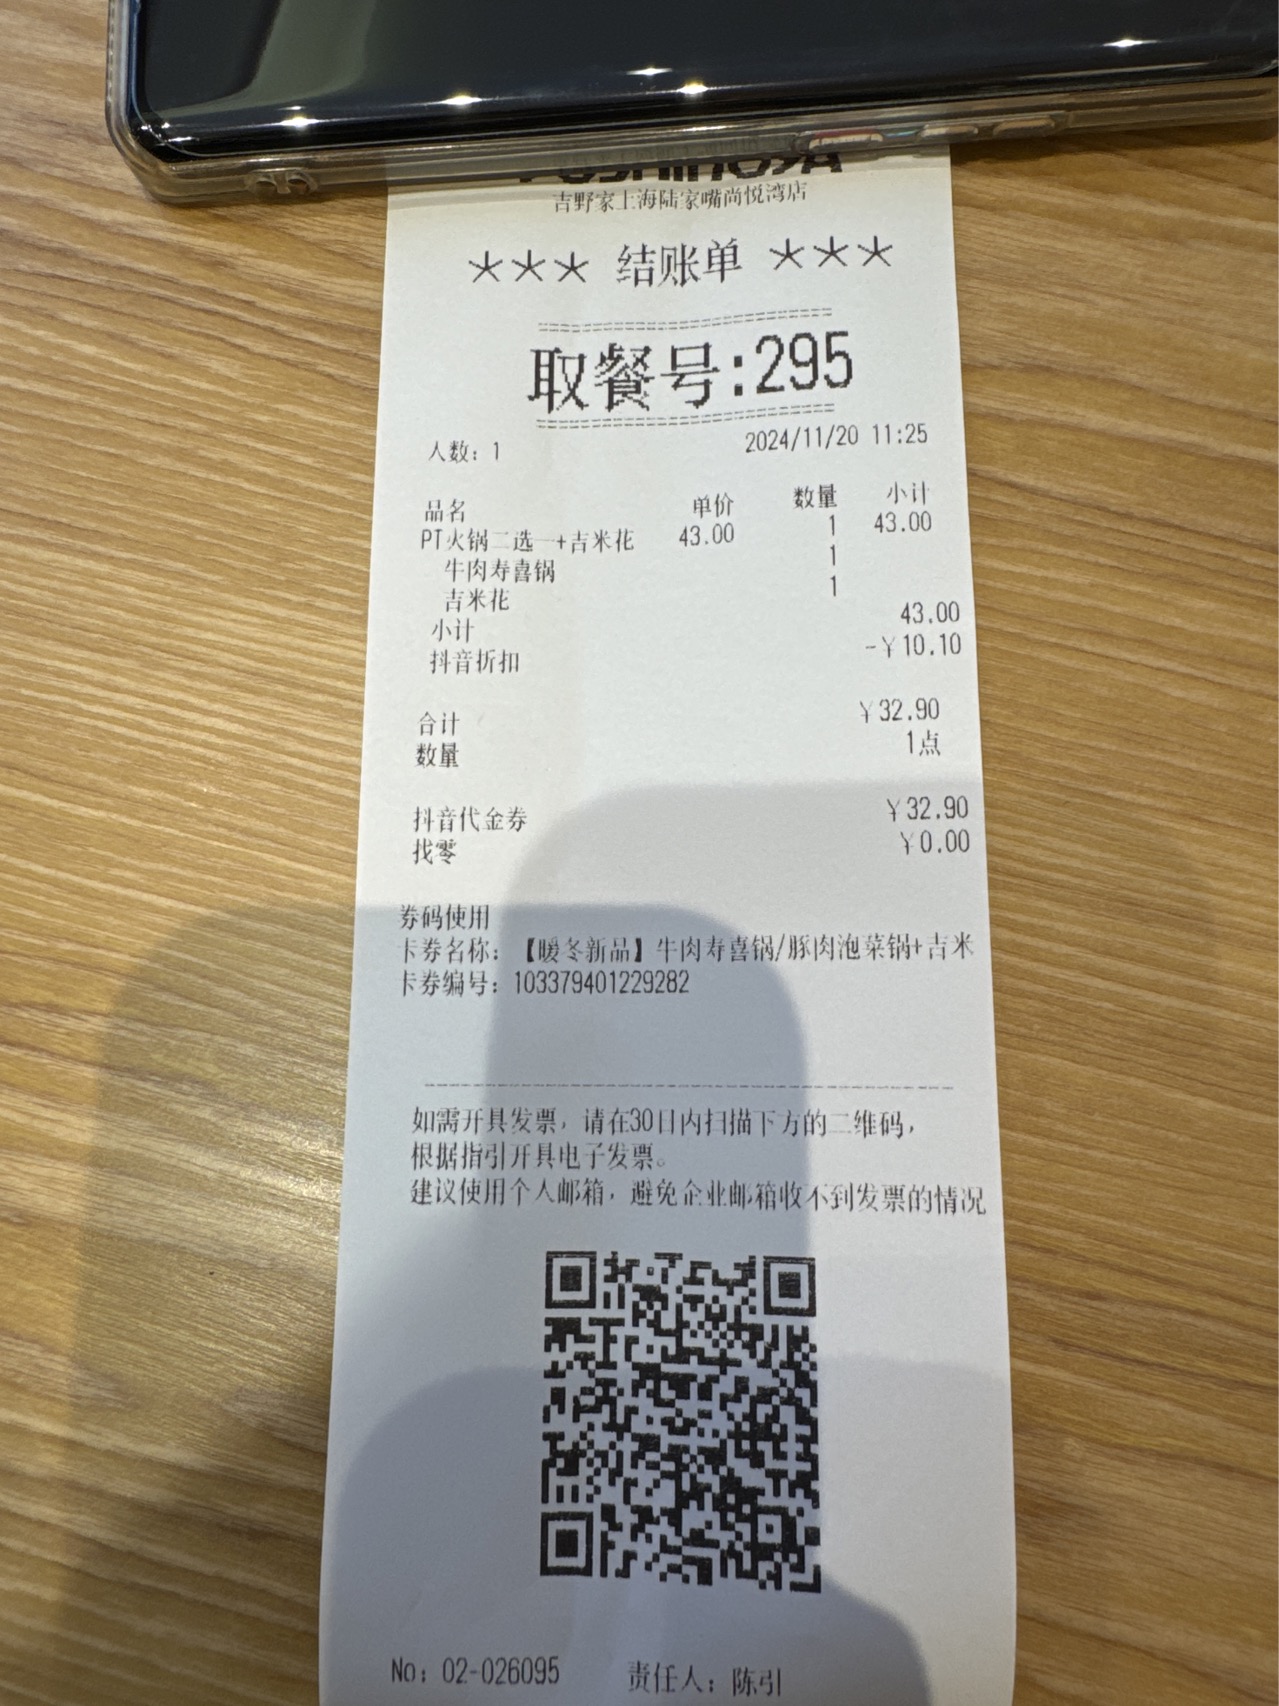 YOSHINOYA
吉野家上海陆家嘴尚悦湾店
*** 结账单 ***
取餐号:295
人数: 1 2024/11/20 11:25
品名 单价 数量 小计
PT火锅二选一+吉米花 43.00 1 43.00
牛肉寿喜锅 1
吉米花 1
小计 43.00
抖音折扣 -¥10.10
合计 ¥32.90
数量 1点
抖音代金券 ¥32.90
找零 ¥0.00
券码使用
卡券名称: 【暖冬新品】牛肉寿喜锅/豚肉泡菜锅+吉米
卡券编号: 103379401229282
如需开具发票, 请在30日内扫描下方的二维码,
根据指引开具电子发票。
建议使用个人邮箱, 避免企业邮箱收不到发票的情况
No: 02-026095 责任人: 陈引